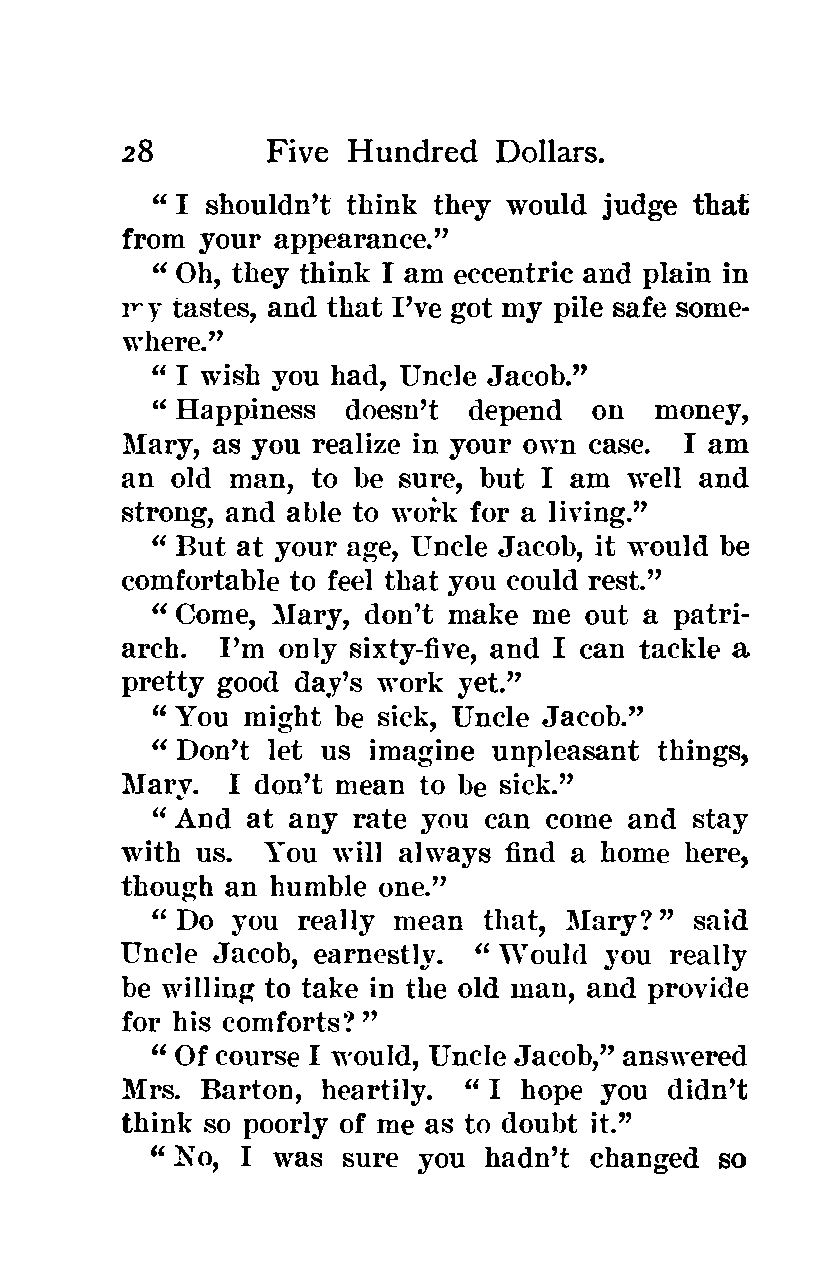 28 Five Hundred Dollars.
“ I shouldn’t think they would judge that
from your appearance.”
“ Oh, they think I am eccentric and plain in
my tastes, and that I’ve got my pile safe some-
where.”
“ I wish you had, Uncle Jacob.”
“ Happiness doesn’t depend on money,
Mary, as you realize in your own case. I am
an old man, to be sure, but I am well and
strong, and able to work for a living.”
“ But at your age, Uncle Jacob, it would be
comfortable to feel that you could rest.”
“ Come, Mary, don’t make me out a patri-
arch. I’m only sixty-five, and I can tackle a
pretty good day’s work yet.”
“ You might be sick, Uncle Jacob.”
“ Don’t let us imagine unpleasant things,
Mary. I don’t mean to be sick.”
“ And at any rate you can come and stay
with us. You will always find a home here,
though an humble one.”
“ Do you really mean that, Mary? ” said
Uncle Jacob, earnestly. “ Would you really
be willing to take in the old man, and provide
for his comforts? ”
“ Of course I would, Uncle Jacob,” answered
Mrs. Barton, heartily. “ I hope you didn’t
think so poorly of me as to doubt it.”
“ No, I was sure you hadn’t changed so